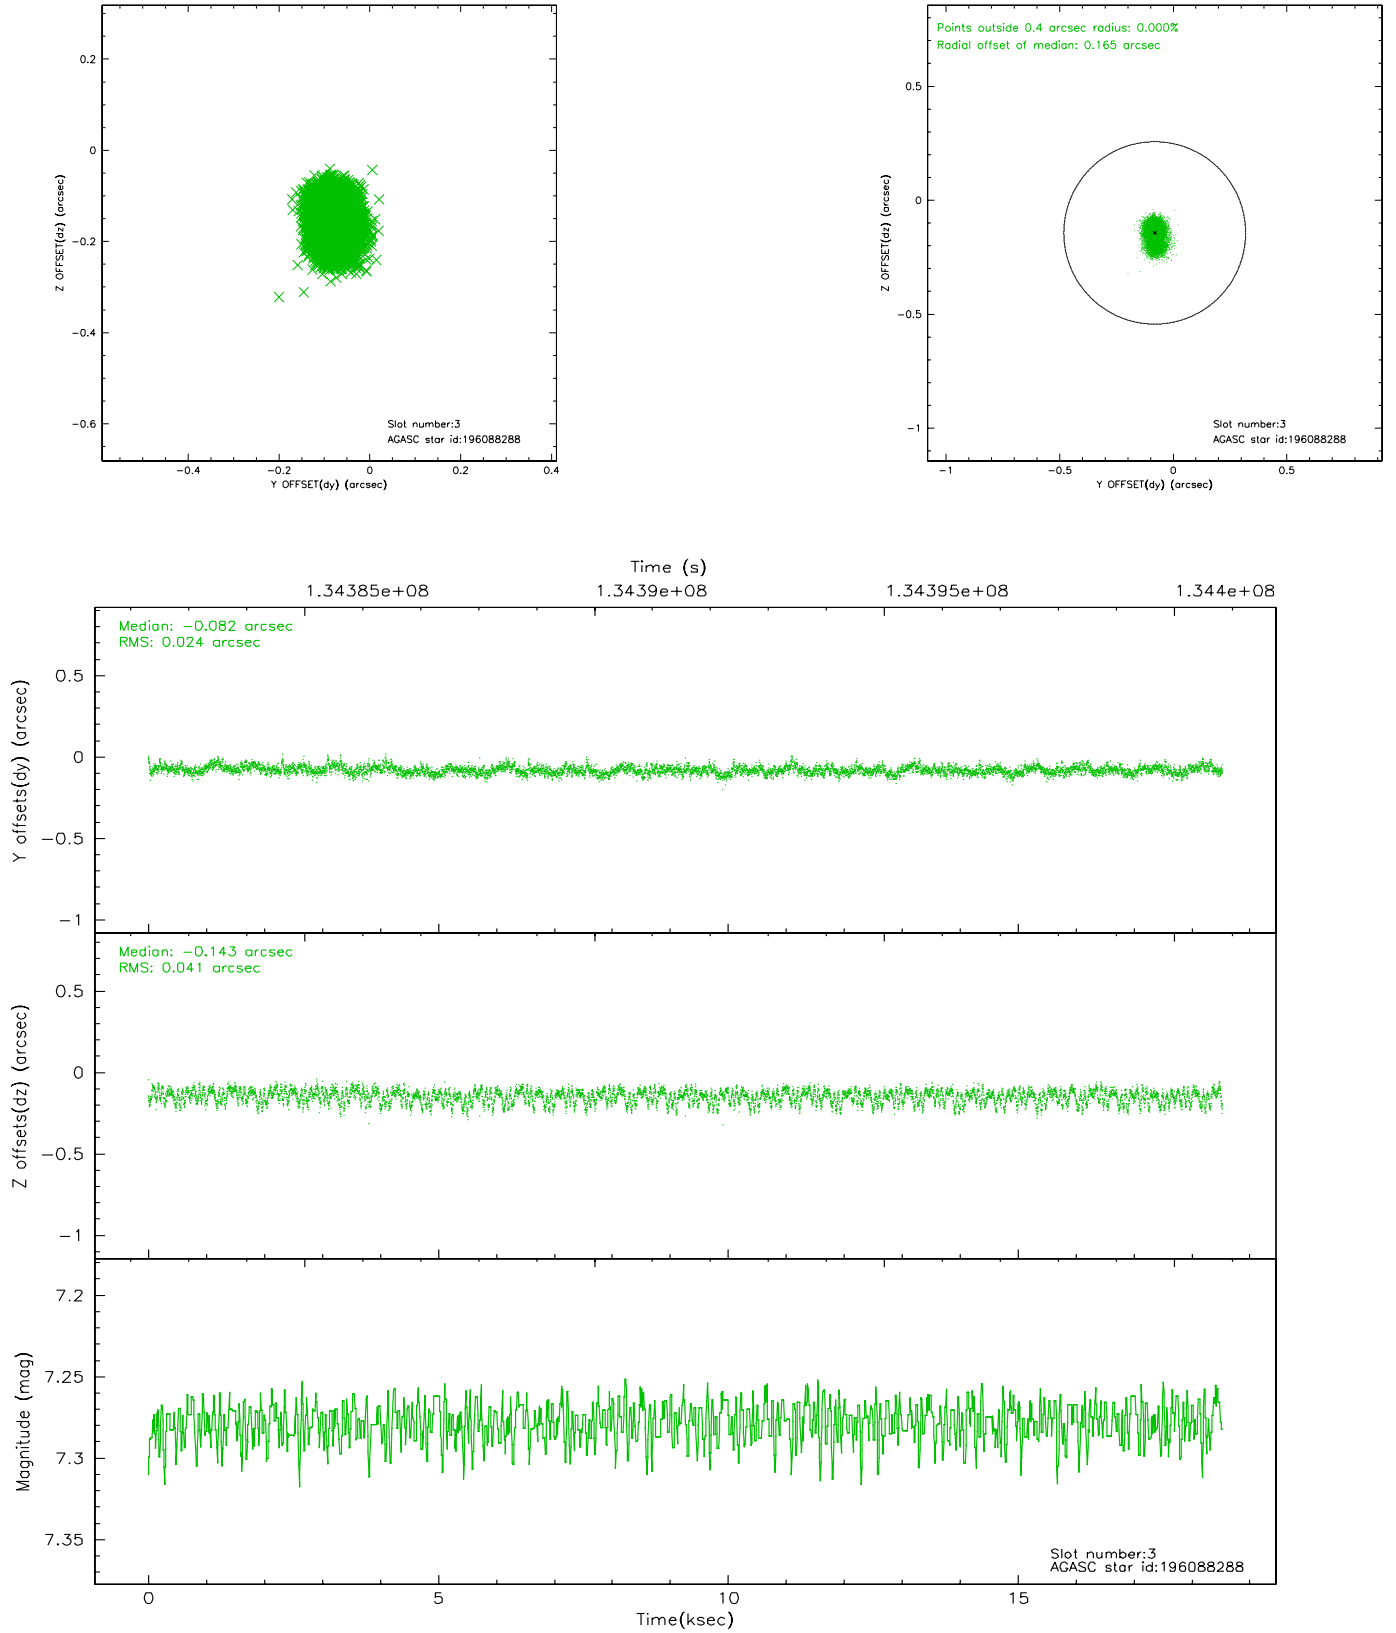 0.2
0
−0.2
−0.4
−0.6
Z OFFSET(dz) (arcsec)
Slot number:3
AGASC star id:196088288
−0.4
−0.2
0
0.2
0.4
Y OFFSET(dy) (arcsec)
Points outside 0.4 arcsec radius: 0.000%
Radial offset of median: 0.165 arcsec
0.5
0
−0.5
−1
Z OFFSET(dz) (arcsec)
Slot number:3
AGASC star id:196088288
−1
−0.5
0
0.5
Y OFFSET(dy) (arcsec)
Time (s)
1.34385e+08
1.3439e+08
1.34395e+08
1.344e+08
Median: −0.082 arcsec
RMS: 0.024 arcsec
0.5
0
−0.5
−1
Y offsets(dy) (arcsec)
Median: −0.143 arcsec
RMS: 0.041 arcsec
0.5
0
−0.5
−1
Z offsets(dz) (arcsec)
7.2
7.25
7.3
7.35
Magnitude (mag)
Slot number:3
AGASC star id:196088288
0
5
10
15
Time(ksec)